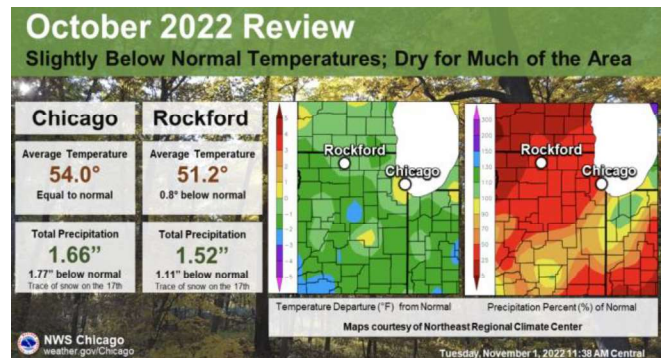 October 2022 Review
Slightly Below Normal Temperatures; Dry for Much of the Area
Chicago
Average Temperature
54.0°
Equal to normal
Total Precipitation
1.66”
1.77” below normal
Trace of snow on the 17th
Rockford
Average Temperature
51.2°
0.8° below normal
Total Precipitation
1.52”
1.11” below normal
Trace of snow on the 17th
Rockford
Chicago
Temperature Departure (°F) from Normal
Rockford
Chicago
Precipitation Percent (%) of Normal
Maps courtesy of Northeast Regional Climate Center
NWS Chicago
weather.gov/Chicago
Tuesday, November 1, 2022 11:38 AM Central